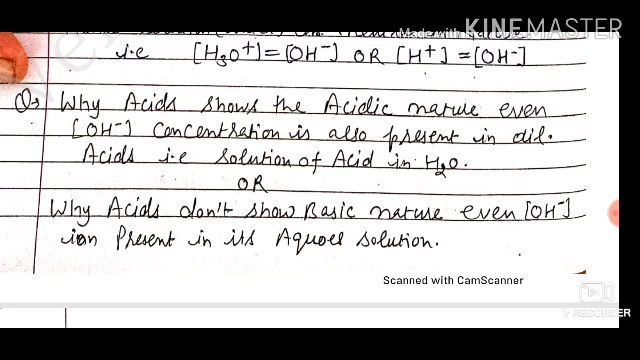 Made with KINEMASTER
i.e [H3O+] = [OH-] OR [H+] = [OH-]
Q→ Why Acids shows the Acidic nature even
[OH-] Concentration is also present in dil.
Acids i.e solution of Acid in H2O.
OR
Why Acids don't show Basic nature even [OH-]
ion Present in its Aquoes solution.
Scanned with CamScanner
V RECORDER